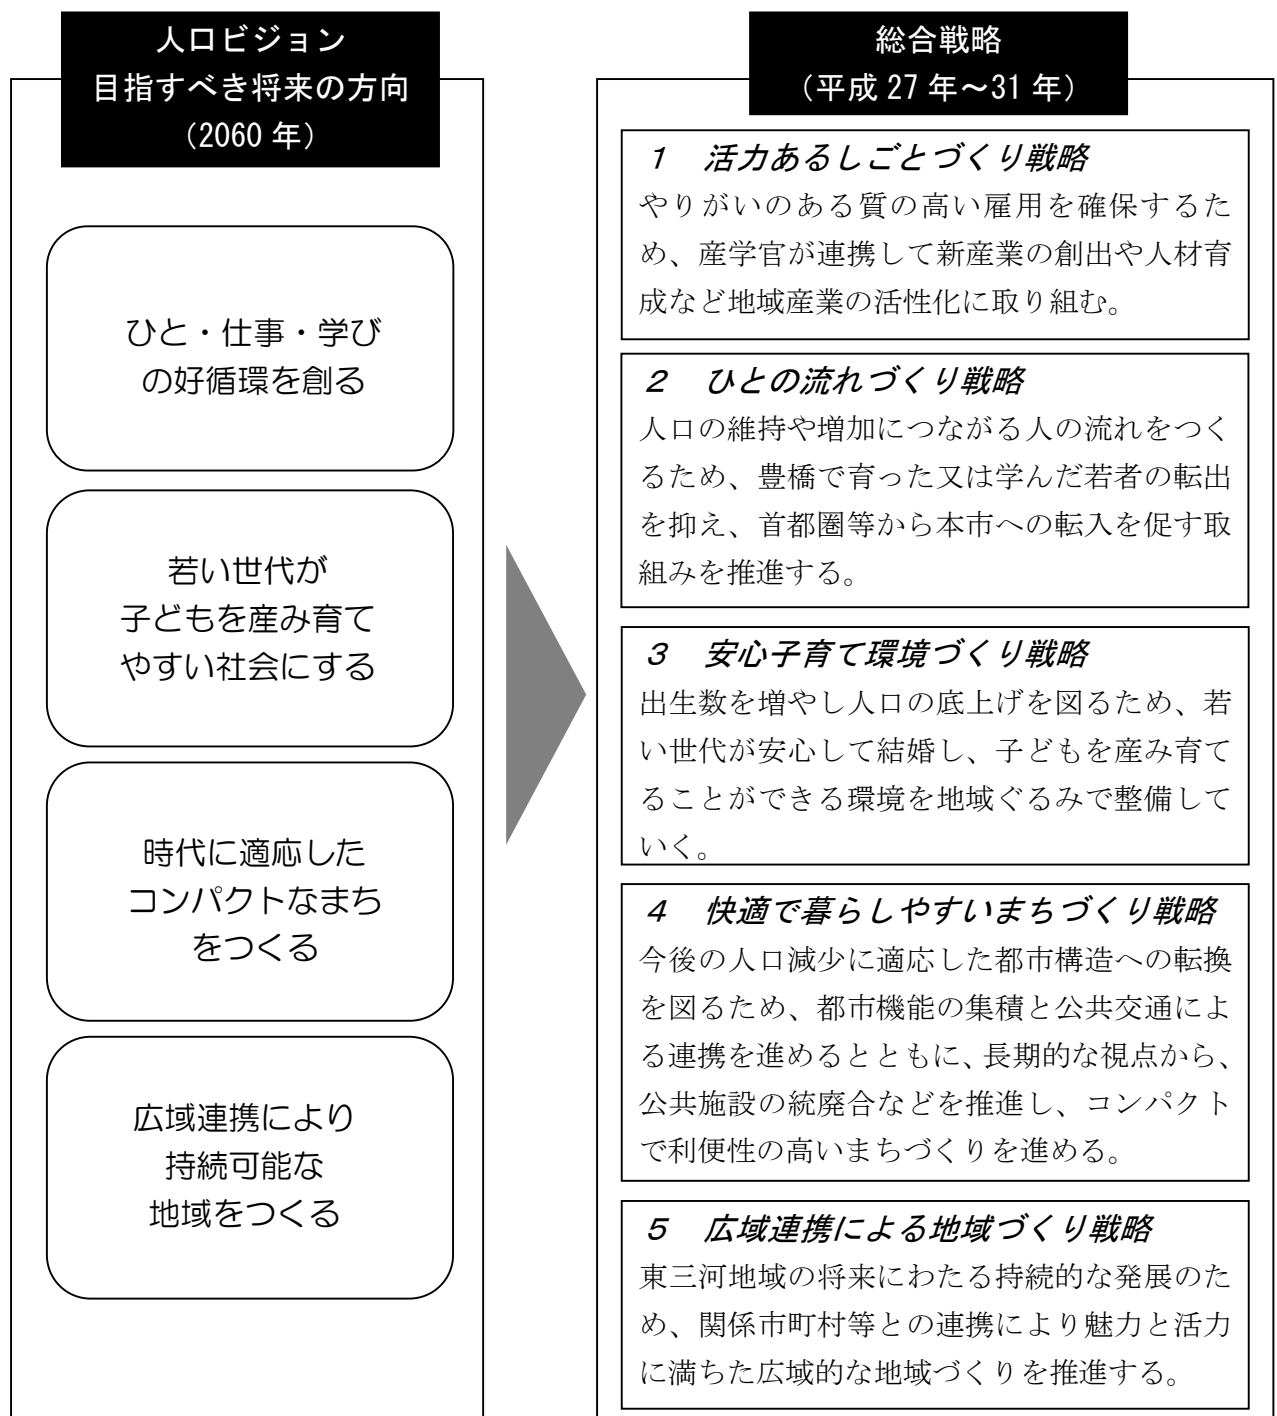 人口ビジョン
目指すべき将来の方向
(2060 年)
ひと・仕事・学び
の好循環を創る
若い世代が
子どもを産み育て
やすい社会にする
時代に適応した
コンパクトなまち
をつくる
広域連携により
持続可能な
地域をつくる
総合戦略
(平成 27 年~31 年)
1 活力あるしごとづくり戦略
やりがいのある質の高い雇用を確保するた
め、産学官が連携して新産業の創出や人材育
成など地域産業の活性化に取り組む。
2 ひとの流れづくり戦略
人口の維持や増加につながる人の流れをつく
るため、豊橋で育った又は学んだ若者の転出
を抑え、首都圏等から本市への転入を促す取
組みを推進する。
3 安心子育て環境づくり戦略
出生数を増やし人口の底上げを図るため、若
い世代が安心して結婚し、子どもを産み育て
ることができる環境を地域ぐるみで整備して
いく。
4 快適で暮らしやすいまちづくり戦略
今後の人口減少に適応した都市構造への転換
を図るため、都市機能の集積と公共交通によ
る連携を進めるとともに、長期的な視点から、
公共施設の統廃合などを推進し、コンパクト
で利便性の高いまちづくりを進める。
5 広域連携による地域づくり戦略
東三河地域の将来にわたる持続的な発展のた
め、関係市町村等との連携により魅力と活力
に満ちた広域的な地域づくりを推進する。